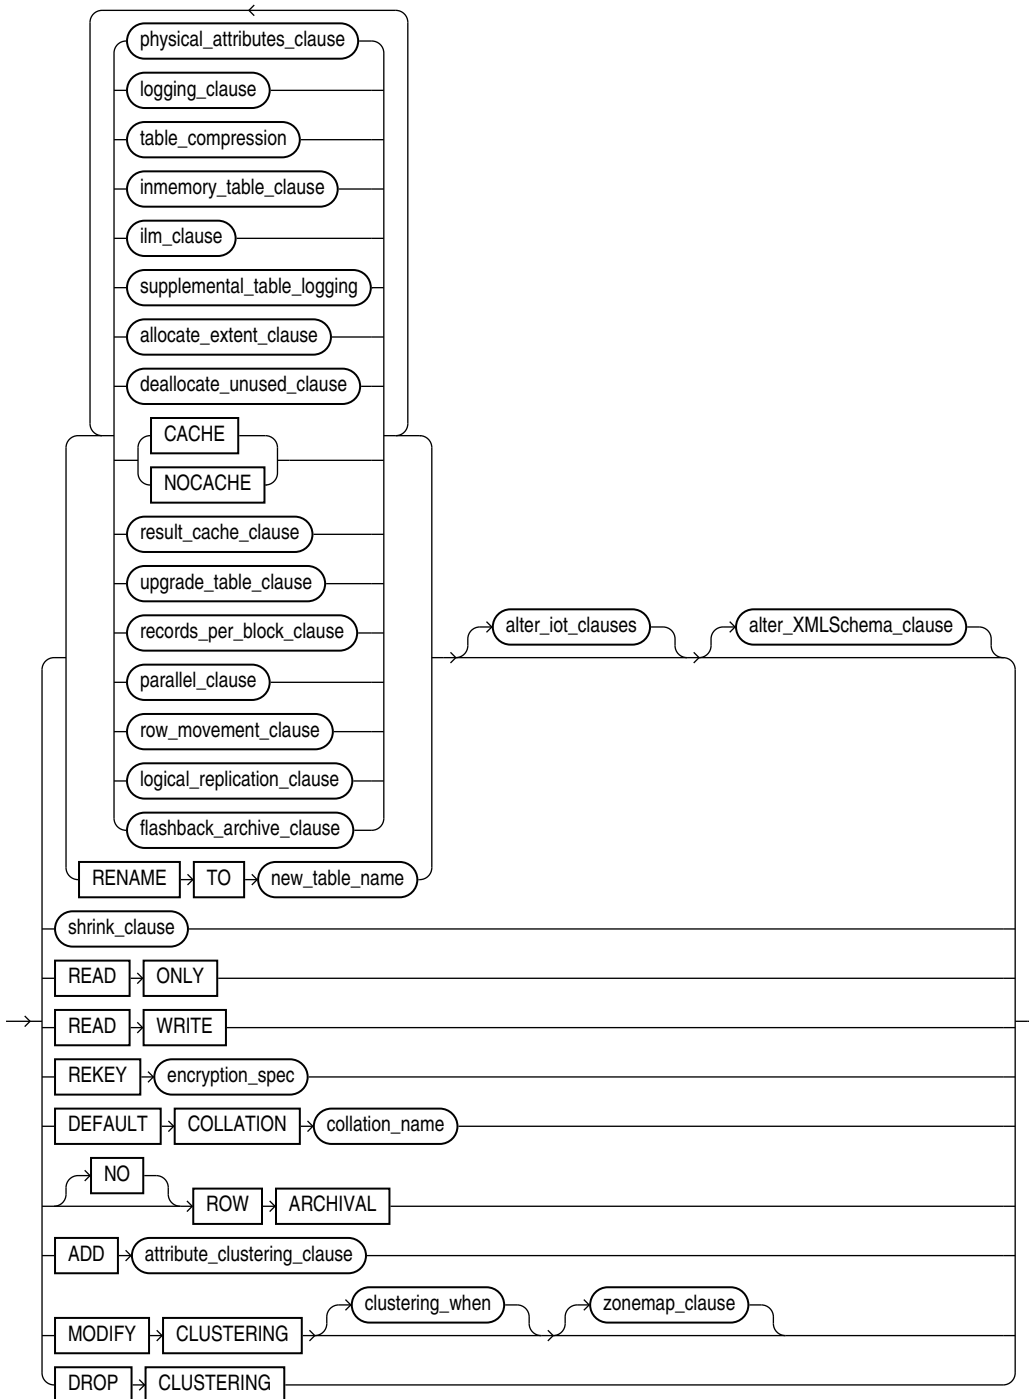 physical_attributes_clause
logging_clause
table_compression
inmemory_table_clause
ilm_clause
supplemental_table_logging
allocate_extent_clause
deallocate_unused_clause
CACHE
NOCACHE
result_cache_clause
upgrade_table_clause
records_per_block_clause
alter_iot_clauses alter_XMLSchema_clause
parallel_clause
row_movement_clause
logical_replication_clause
flashback_archive_clause
RENAME TO new_table_name
shrink_clause
READ ONLY
READ WRITE
REKEY encryption_spec
DEFAULT COLLATION collation_name
NO
ROW ARCHIVAL
ADD attribute_clustering_clause
clustering_when zonemap_clause
MODIFY CLUSTERING
DROP CLUSTERING